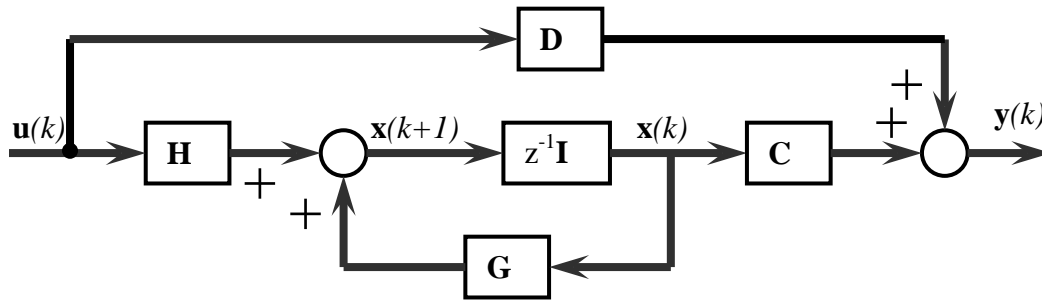 D
+
u(k) x(k+1) x(k) + y(k)
H z⁻¹I C
+
+
G